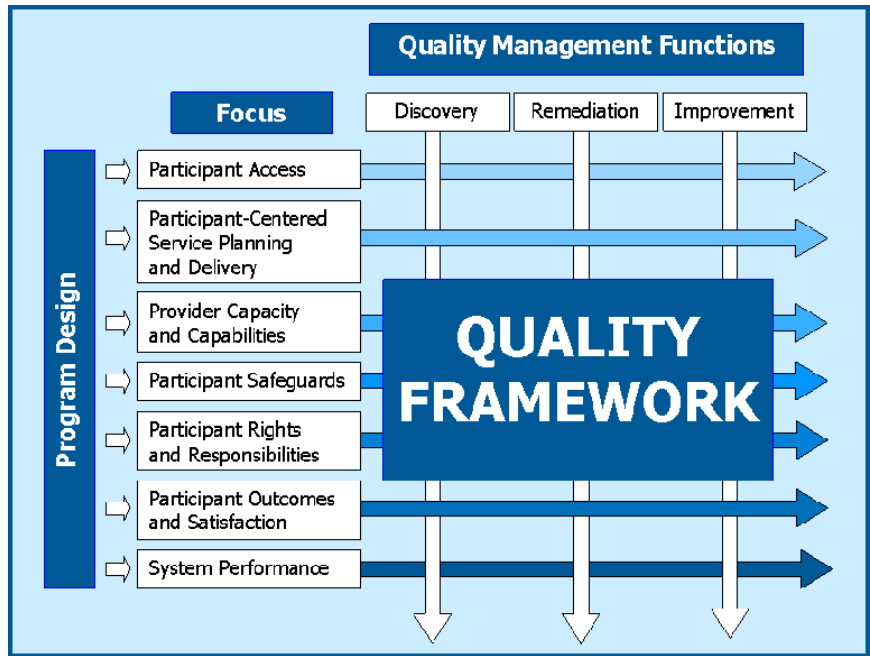 Quality Management Functions
Focus
Discovery
Remediation
Improvement
Program Design
Participant Access
Participant-Centered
Service Planning
and Delivery
Provider Capacity
and Capabilities
Participant Safeguards
Participant Rights
and Responsibilities
Participant Outcomes
and Satisfaction
System Performance
QUALITY
FRAMEWORK